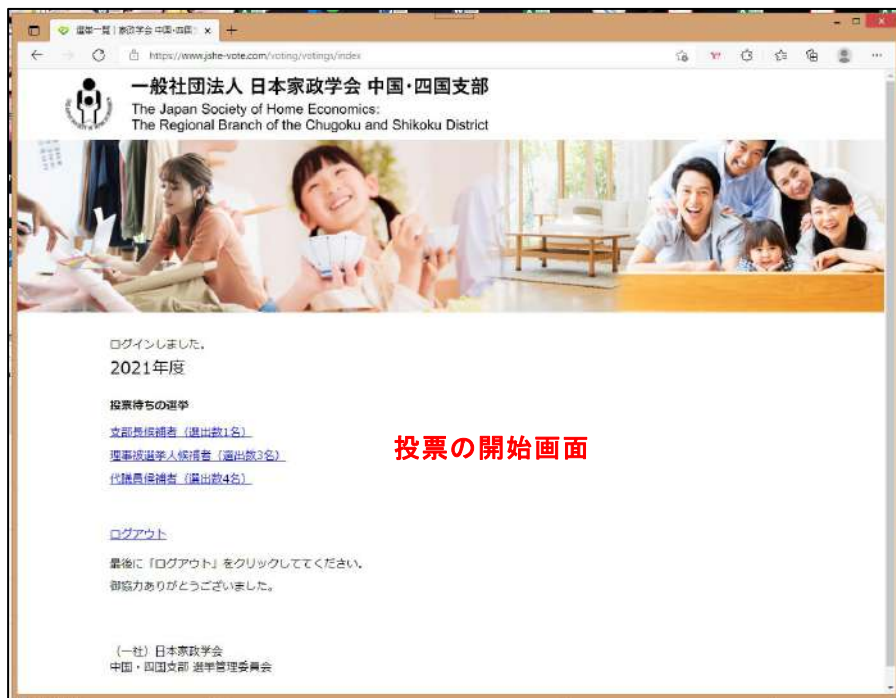 選挙一覧 | 家政学会 中国・四国
https://www.jshe-vote.com/voting/votings/index
一般社団法人 日本家政学会 中国・四国支部
The Japan Society of Home Economics:
The Regional Branch of the Chugoku and Shikoku District
ログインしました。
2021年度
投票待ちの選挙
支部長候補者（選出数1名）
理事被選挙人候補者（選出数3名）
投票の開始画面
代議員候補者（選出数4名）
ログアウト
最後に「ログアウト」をクリックしててください。
御協力ありがとうございました。
（一社）日本家政学会
中国・四国支部 選挙管理委員会